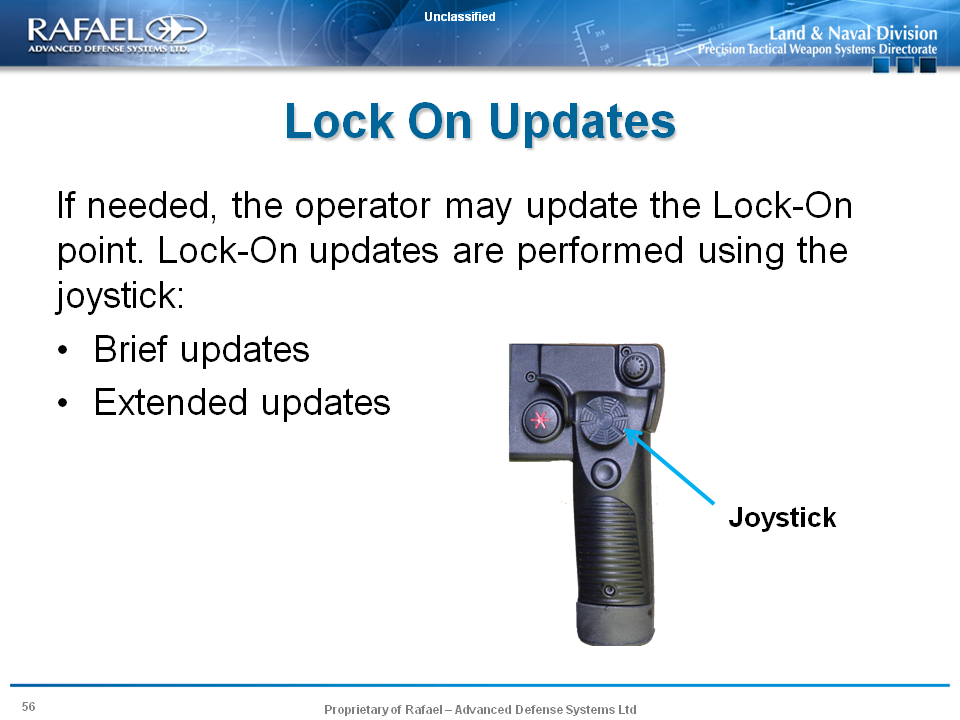 Unclassified
RAFAEL
ADVANCED DEFENSE SYSTEMS LTD.
Land & Naval Division
Precision Tactical Weapon Systems Directorate
Lock On Updates
If needed, the operator may update the Lock-On
point. Lock-On updates are performed using the
joystick:
• Brief updates
• Extended updates
Joystick
56
Proprietary of Rafael – Advanced Defense Systems Ltd